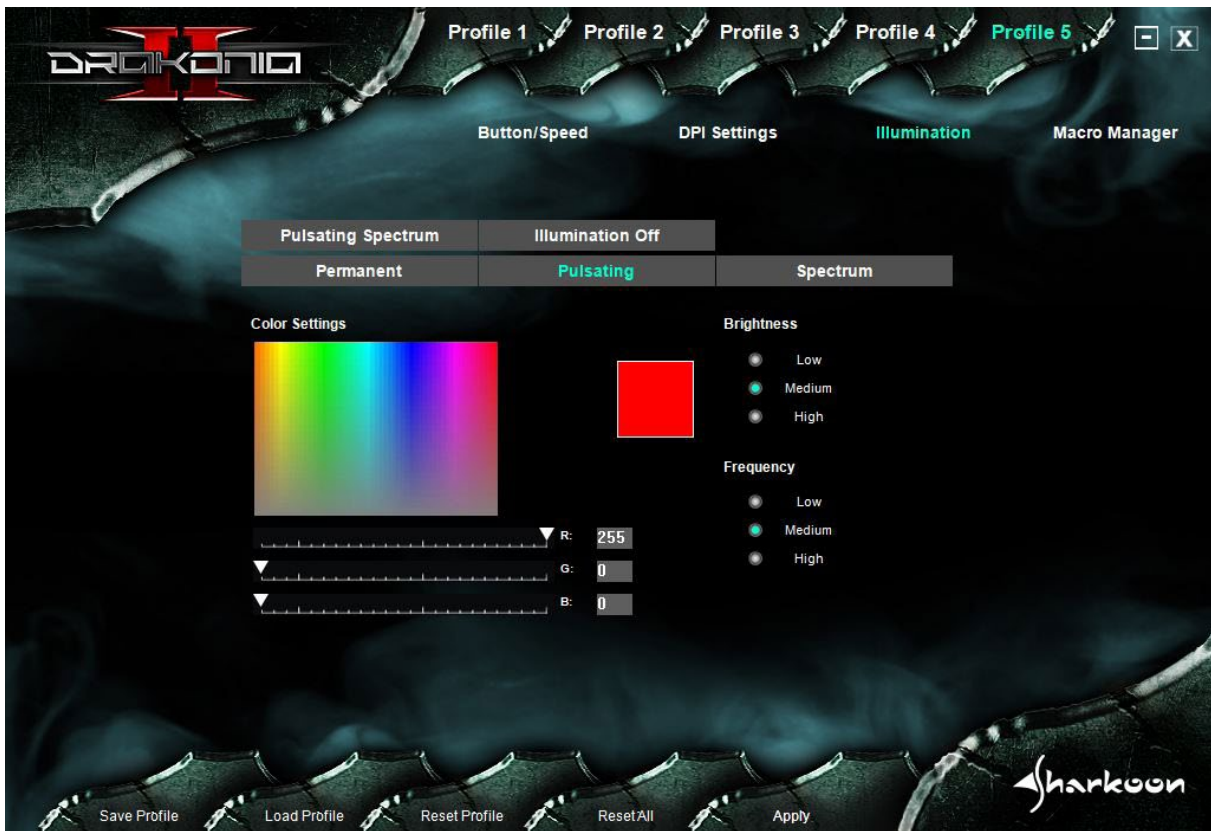 DRAKONIA II
Profile 1 Profile 2 Profile 3 Profile 4 Profile 5 - X
Button/Speed DPI Settings Illumination Macro Manager
Pulsating Spectrum Illumination Off
Permanent Pulsating Spectrum
Color Settings
R: 255
G: 0
B: 0
Brightness
Low
Medium
High
Frequency
Low
Medium
High
Save Profile Load Profile Reset Profile Reset All Apply
Sharkoon